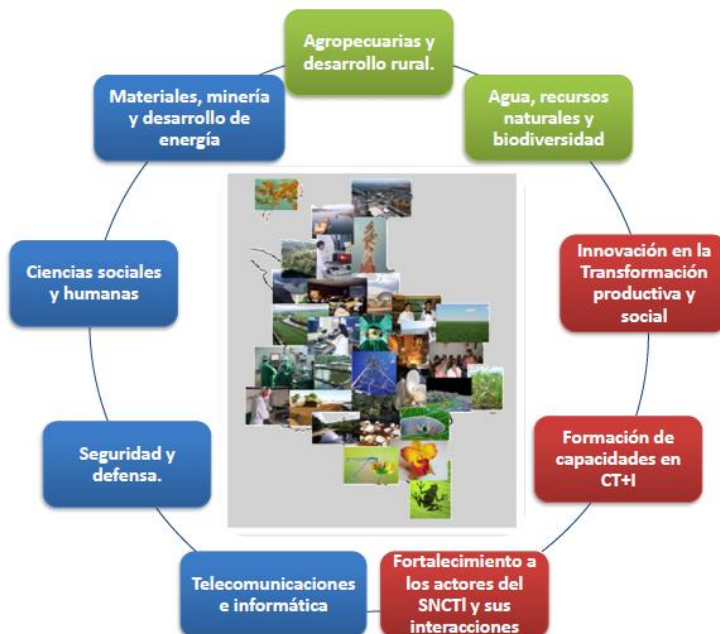 Agropecuarias y
desarrollo rural.
Agua, recursos
naturales y
biodiversidad
Innovación en la
Transformación
productiva y
social
Formación de
capacidades en
CT+I
Fortalecimiento a
los actores del
SNCTI y sus
interacciones
Telecomunicaciones
e informática
Seguridad y
defensa.
Ciencias sociales
y humanas
Materiales, minería
y desarrollo de
energía